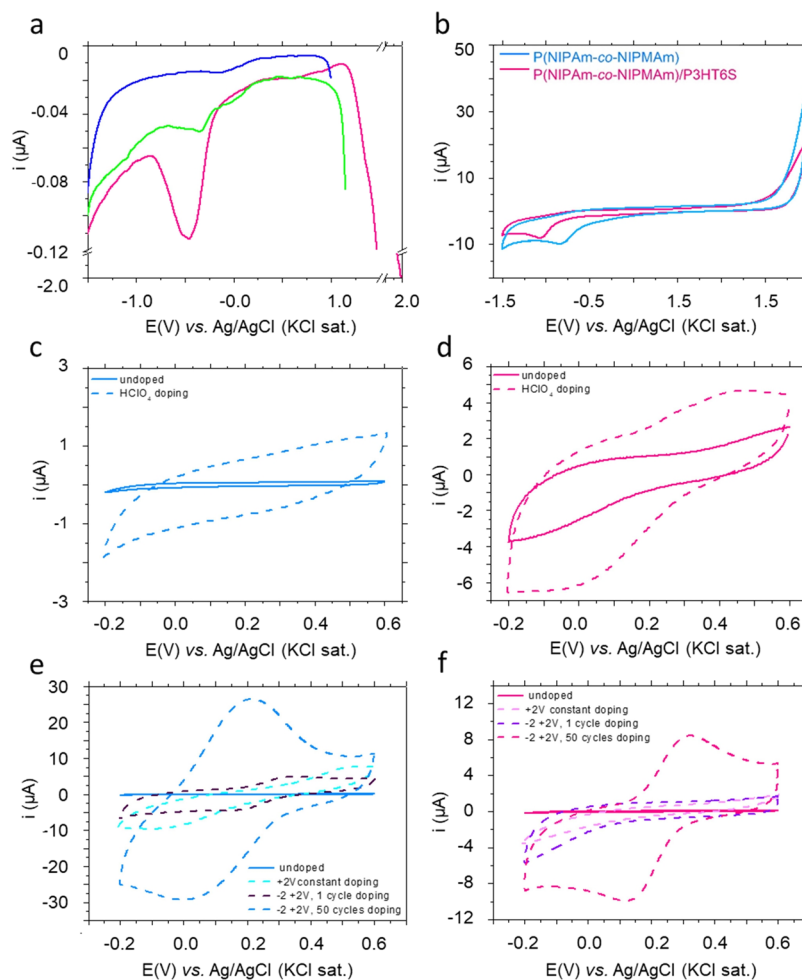 a
0
-0.04
-0.08
-0.12
-2.0
i (µA)
-1.0
-0.0
1.0
2.0
E(V) vs. Ag/AgCl (KCl sat.)
b
P(NIPAm-co-NIPMAm)
P(NIPAm-co-NIPMAm)/P3HT6S
50
30
10
-10
i (µA)
-1.5
-0.5
1.5
1.5
E(V) vs. Ag/AgCl (KCl sat.)
c
undoped
HClO4 doping
3
1
-1
-3
i (µA)
-0.2
0.0
0.2
0.4
0.6
E(V) vs. Ag/AgCl (KCl sat.)
d
undoped
HClO4 doping
6
4
2
0
-2
-4
-6
i (µA)
-0.2
0.0
0.2
0.4
0.6
E(V) vs. Ag/AgCl (KCl sat.)
e
30
20
10
0
-10
-20
-30
i (µA)
undoped
+2V constant doping
-2 +2V, 1 cycle doping
-2 +2V, 50 cycles doping
-0.2
0.0
0.2
0.4
0.6
E(V) vs. Ag/AgCl (KCl sat.)
f
undoped
+2V constant doping
-2 +2V, 1 cycle doping
-2 +2V, 50 cycles doping
12
8
4
0
-4
-8
-12
i (µA)
-0.2
0.0
0.2
0.4
0.6
E(V) vs. Ag/AgCl (KCl sat.)